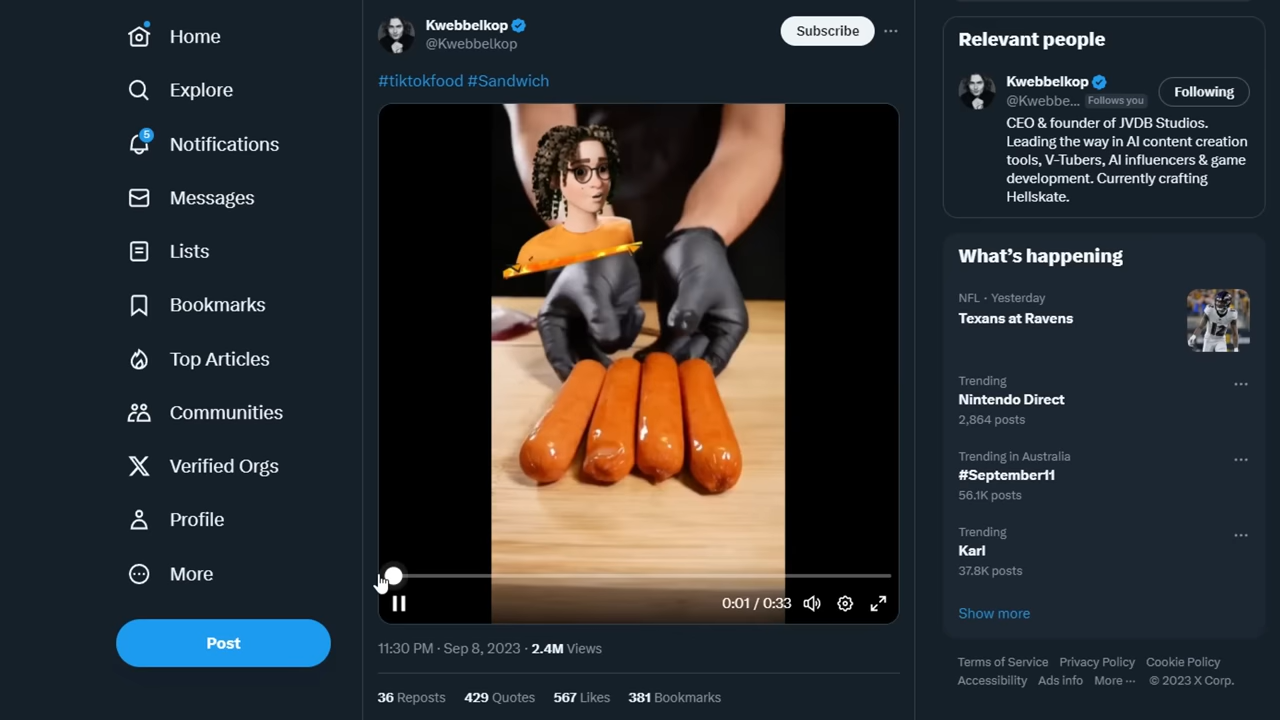 Home
Explore
5
Notifications
Messages
Lists
Bookmarks
Top Articles
Communities
Verified Orgs
Profile
More
Post
Kwebbelkop
@Kwebbelkop
Subscribe
#tiktokfood #Sandwich
0:01 / 0:33
11:30 PM · Sep 8, 2023 · 2.4M Views
36 Reposts 429 Quotes 567 Likes 381 Bookmarks
Relevant people
Kwebbelkop
@Kwebbe... Follows you
Following
CEO & founder of JVDB Studios.
Leading the way in AI content creation
tools, V-Tubers, AI influencers & game
development. Currently crafting
Hellskate.
What's happening
NFL · Yesterday
Texans at Ravens
12
Trending
Nintendo Direct
2,864 posts
Trending in Australia
#September11
56.1K posts
Trending
Karl
37.8K posts
Show more
Terms of Service Privacy Policy Cookie Policy
Accessibility Ads info More ··· © 2023 X Corp.